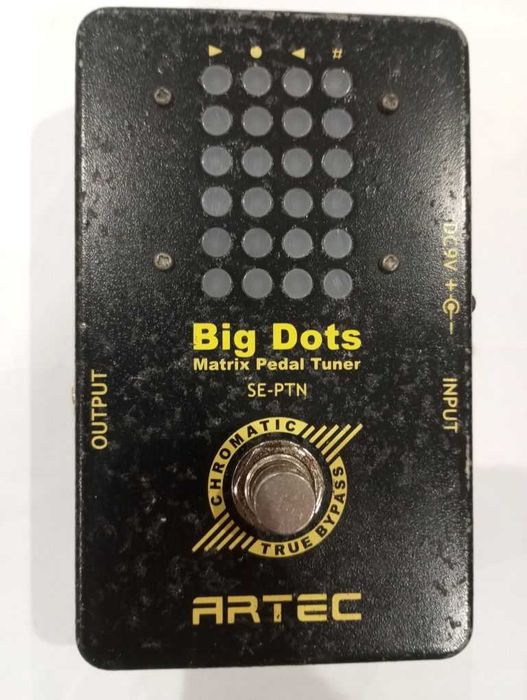 ▶ ● ◀ #
DC9V + -
Big Dots
Matrix Pedal Tuner
SE-PTN
OUTPUT
INPUT
CHROMATIC
TRUE BYPASS
ARTEC